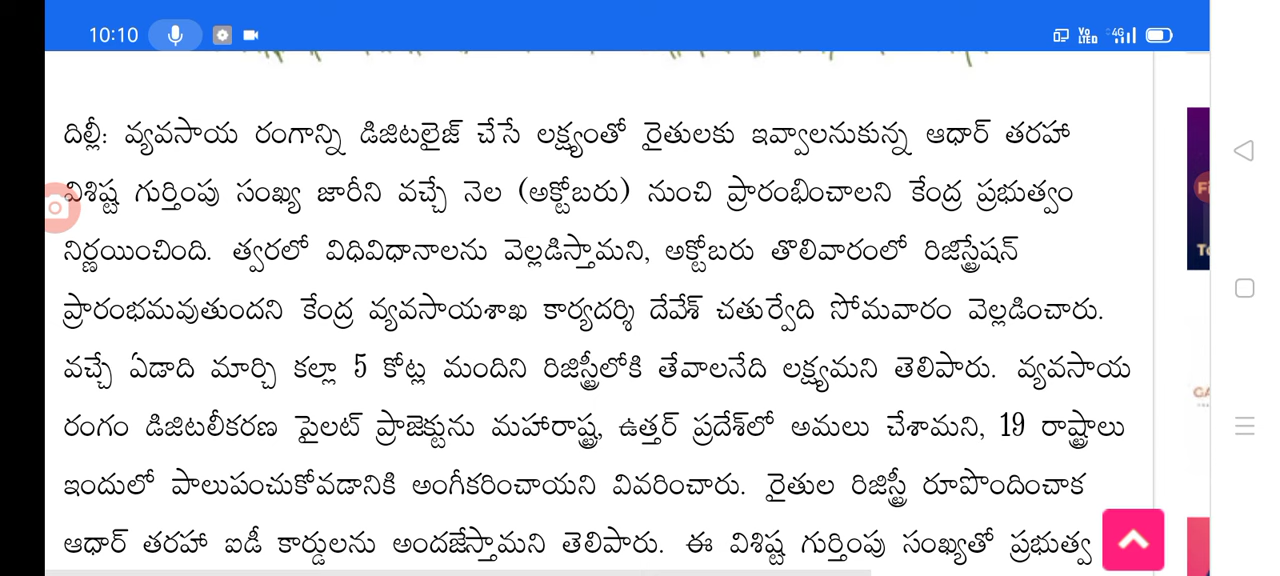 10:10
Vo LTED 4G
దిల్లీ: వ్యవసాయ రంగాన్ని డిజిటలైజ్ చేసే లక్ష్యంతో రైతులకు ఇవ్వాలనుకున్న ఆధార్ తరహా
విశిష్ట గుర్తింపు సంఖ్య జారీని వచ్చే నెల (అక్టోబరు) నుంచి ప్రారంభించాలని కేంద్ర ప్రభుత్వం
నిర్ణయించింది. త్వరలో విధివిధానాలను వెల్లడిస్తామని, అక్టోబరు తొలివారంలో రిజిస్ట్రేషన్
ప్రారంభమవుతుందని కేంద్ర వ్యవసాయశాఖ కార్యదర్శి దేవేశ్ చతుర్వేది సోమవారం వెల్లడించారు.
వచ్చే ఏడాది మార్చి కల్లా 5 కోట్ల మందిని రిజిస్ట్రీలోకి తేవాలనేది లక్ష్యమని తెలిపారు. వ్యవసాయ
రంగం డిజిటలీకరణ పైలట్ ప్రాజెక్టును మహారాష్ట్ర, ఉత్తర్ ప్రదేశ్‌లో అమలు చేశామని, 19 రాష్ట్రాలు
ఇందులో పాలుపంచుకోవడానికి అంగీకరించాయని వివరించారు. రైతుల రిజిస్ట్రీ రూపొందించాక
ఆధార్ తరహా ఐడీ కార్డులను అందజేస్తామని తెలిపారు. ఈ విశిష్ట గుర్తింపు సంఖ్యతో ప్రభుత్వ